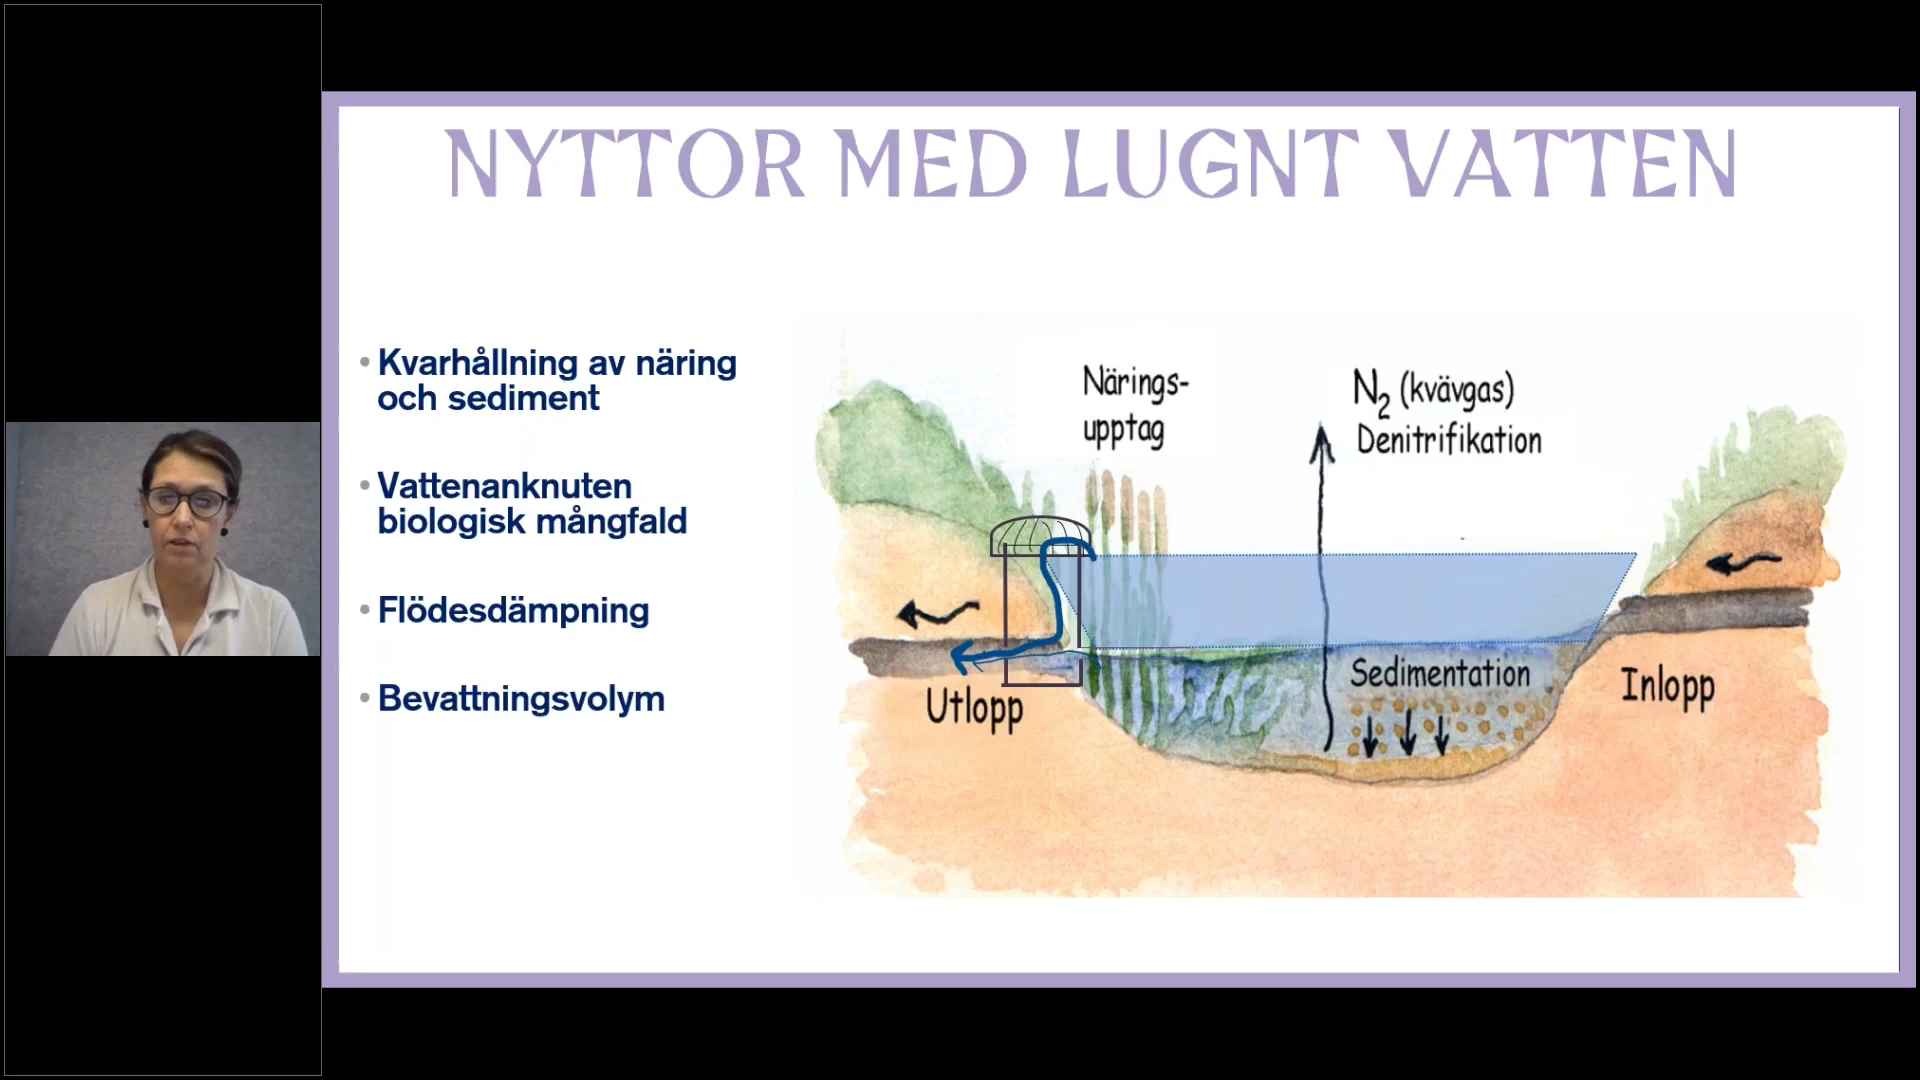 NYTTOR MED LUGNT VATTEN
• Kvarhållning av näring
och sediment
• Vattenanknuten
biologisk mångfald
• Flödesdämpning
• Bevattningsvolym
Närings-
upptag
N₂ (kvävgas)
Denitrifikation
Sedimentation
Inlopp
Utlopp